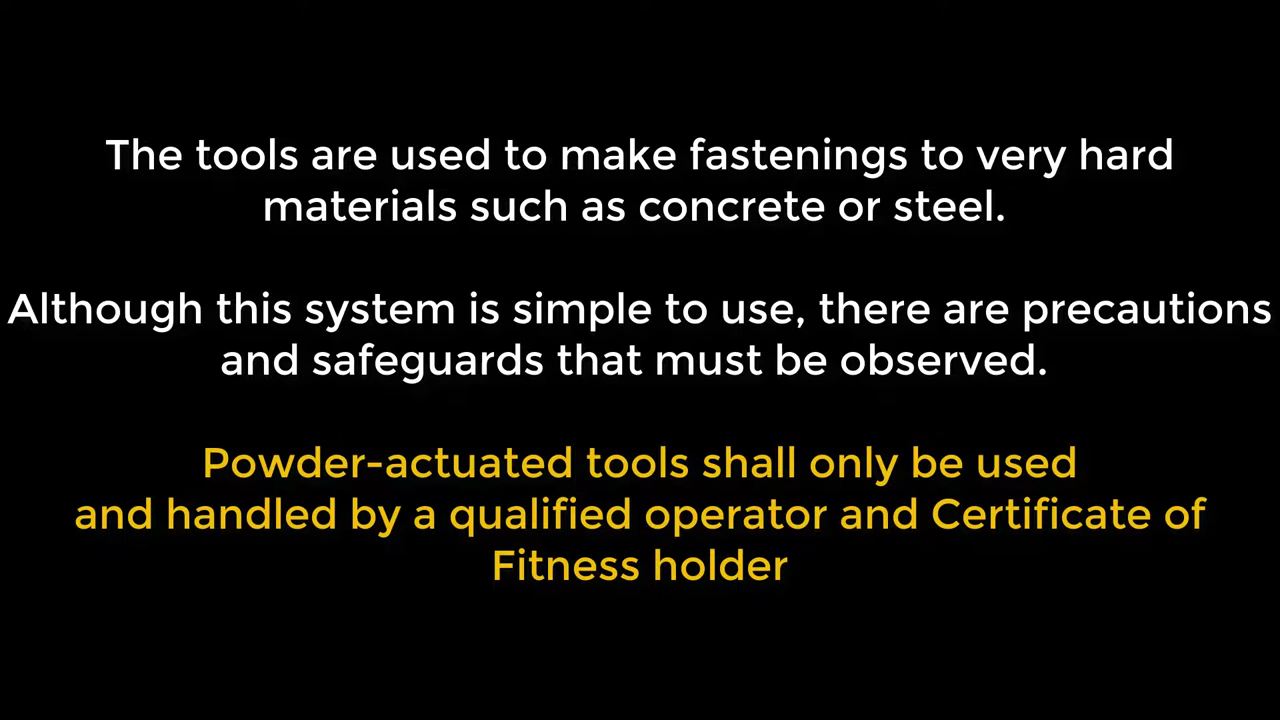 The tools are used to make fastenings to very hard
materials such as concrete or steel.
Although this system is simple to use, there are precautions
and safeguards that must be observed.
Powder-actuated tools shall only be used
and handled by a qualified operator and Certificate of
Fitness holder